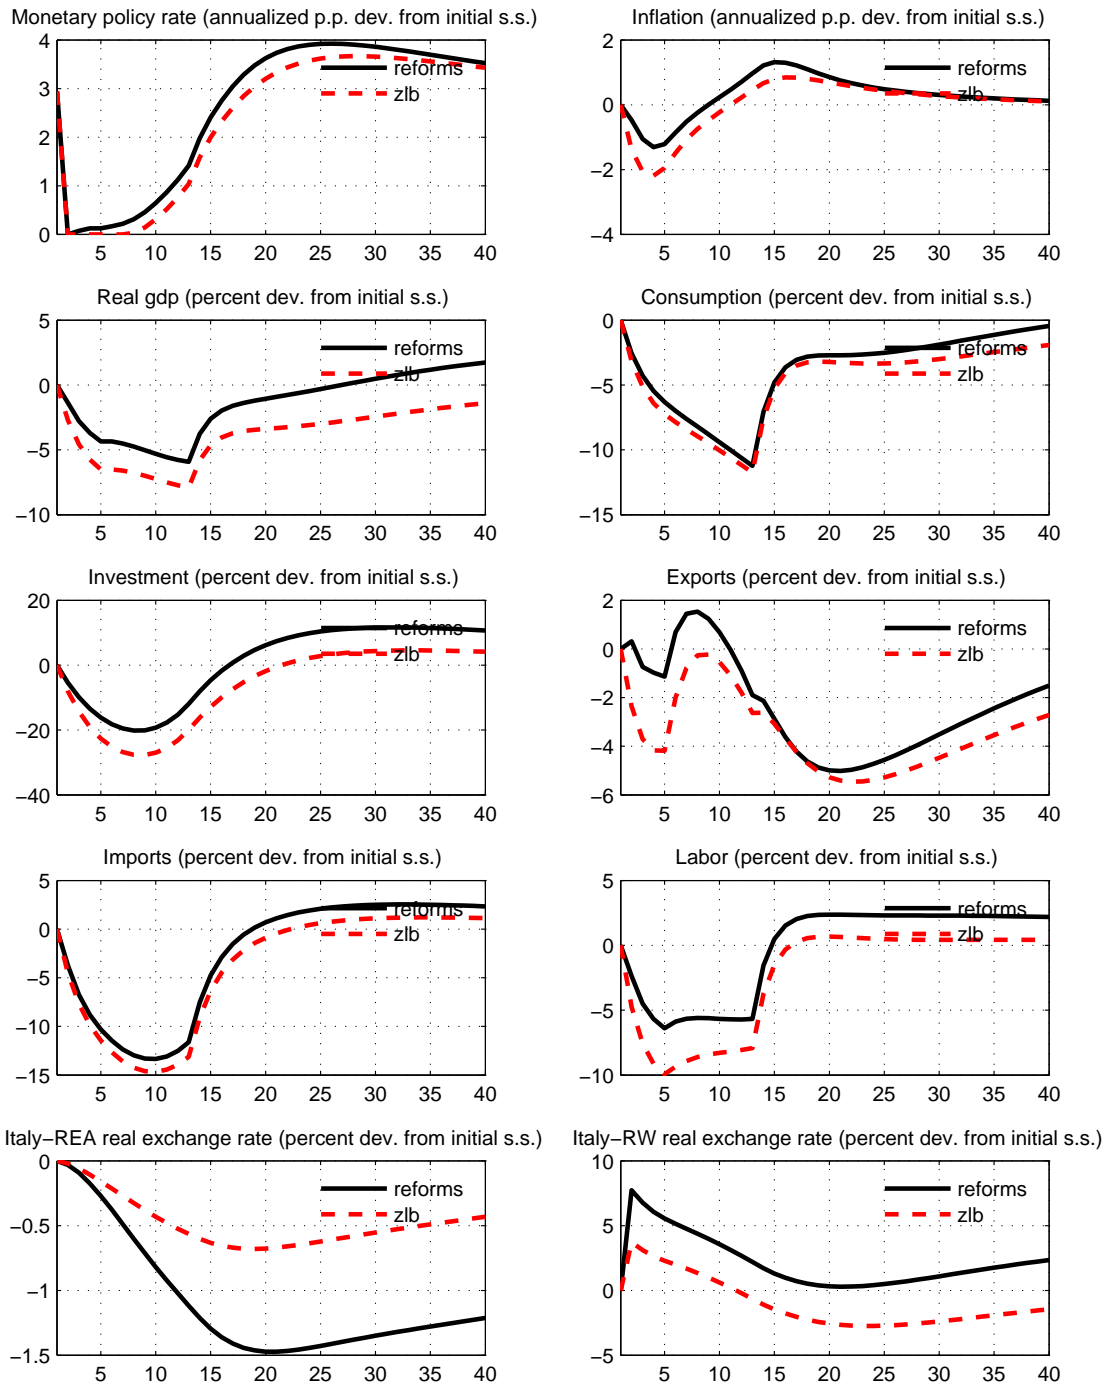 Monetary policy rate (annualized p.p. dev. from initial s.s.)
4
3
2
1
0
5 10 15 20 25 30 35 40
reforms
zlb
Inflation (annualized p.p. dev. from initial s.s.)
2
0
−2
−4
5 10 15 20 25 30 35 40
reforms
zlb
Real gdp (percent dev. from initial s.s.)
5
0
−5
−10
5 10 15 20 25 30 35 40
reforms
zlb
Consumption (percent dev. from initial s.s.)
0
−5
−10
−15
5 10 15 20 25 30 35 40
reforms
zlb
Investment (percent dev. from initial s.s.)
20
0
−20
−40
5 10 15 20 25 30 35 40
reforms
zlb
Exports (percent dev. from initial s.s.)
2
0
−2
−4
−6
5 10 15 20 25 30 35 40
reforms
zlb
Imports (percent dev. from initial s.s.)
5
0
−5
−10
−15
5 10 15 20 25 30 35 40
reforms
zlb
Labor (percent dev. from initial s.s.)
5
0
−5
−10
5 10 15 20 25 30 35 40
reforms
zlb
Italy−REA real exchange rate (percent dev. from initial s.s.)
0
−0.5
−1
−1.5
5 10 15 20 25 30 35 40
reforms
zlb
Italy−RW real exchange rate (percent dev. from initial s.s.)
10
5
0
−5
5 10 15 20 25 30 35 40
reforms
zlb